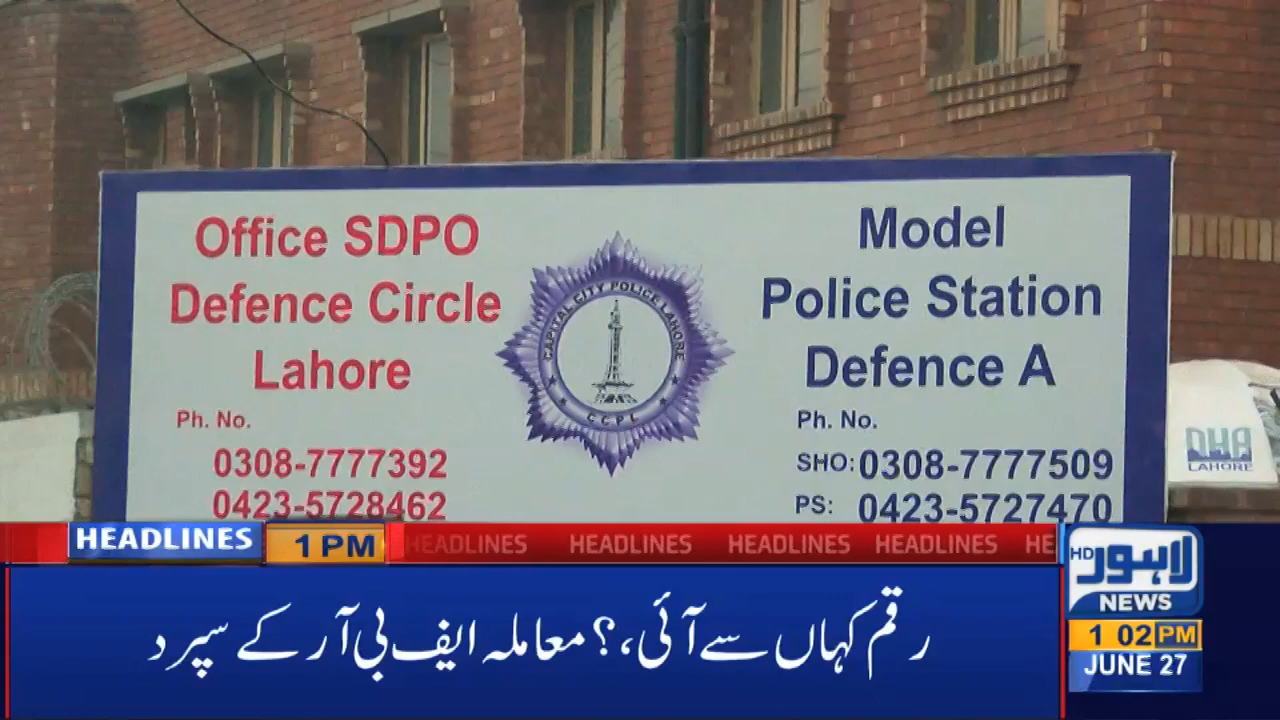 Office SDPO
Defence Circle
Lahore
Ph. No.
0308-7777392
0423-5728462
CAPITAL CITY POLICE LAHORE
CCPL
Model
Police Station
Defence A
Ph. No.
SHO: 0308-7777509
PS: 0423-5727470
DHA
LAHORE
HEADLINES 1 PM HEADLINES HEADLINES HEADLINES HEADLINES HE
رقم کہاں سے آئی،؟ معاملہ ایف بی آر کے سپرد
HD لاہور
NEWS
1 02 PM
JUNE 27